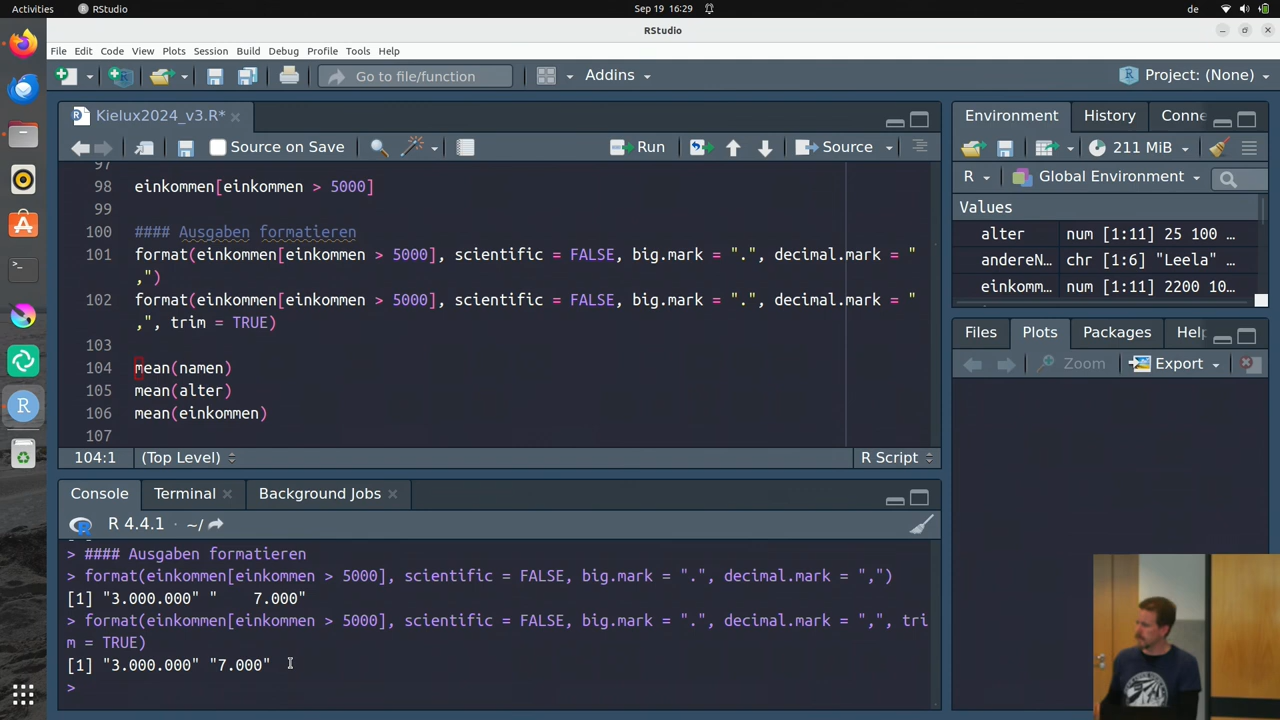 Activities
RStudio
Sep 19 16:29
de
RStudio
File Edit Code View Plots Session Build Debug Profile Tools Help
Go to file/function
Addins
Project: (None)
Kielux2024_v3.R*
Source on Save
Run
Source
97
98 einkommen[einkommen > 5000]
99
100 #### Ausgaben formatieren
101 format(einkommen[einkommen > 5000], scientific = FALSE, big.mark = ".", decimal.mark = "
,")
102 format(einkommen[einkommen > 5000], scientific = FALSE, big.mark = ".", decimal.mark = "
,", trim = TRUE)
103
104 mean(namen)
105 mean(alter)
106 mean(einkommen)
107
104:1 (Top Level) R Script
Console Terminal Background Jobs
R 4.4.1 · ~/
> #### Ausgaben formatieren
> format(einkommen[einkommen > 5000], scientific = FALSE, big.mark = ".", decimal.mark = ",")
[1] "3.000.000" "    7.000"
> format(einkommen[einkommen > 5000], scientific = FALSE, big.mark = ".", decimal.mark = ",", tri
m = TRUE)
[1] "3.000.000" "7.000"
>
Environment History Conne
211 MiB
R Global Environment
Values
alter num [1:11] 25 100 ...
andereN… chr [1:6] "Leela" …
einkomm… num [1:11] 2200 10…
Files Plots Packages Help
Zoom Export